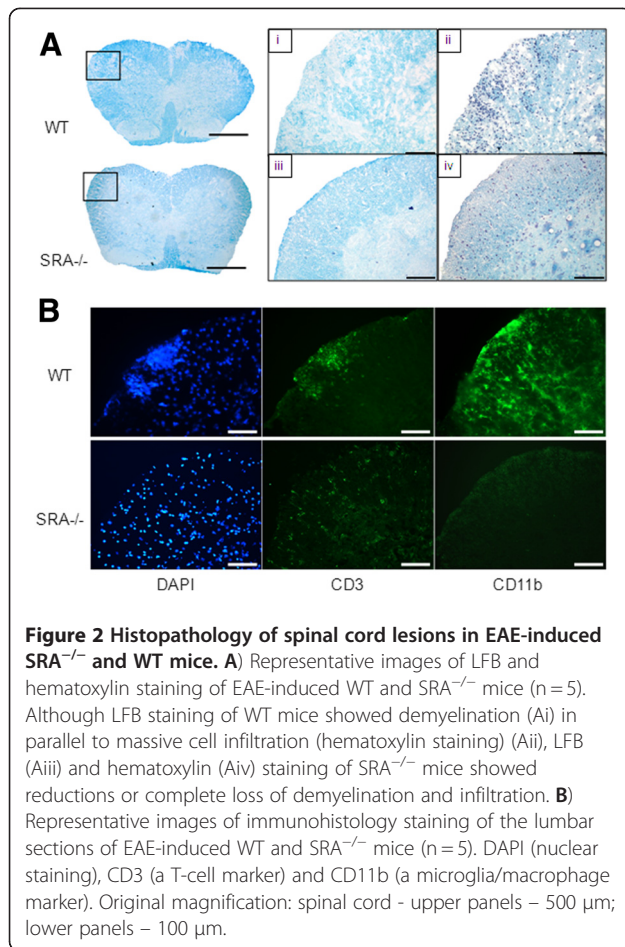 A
i
ii
WT
iii
iv
SRA-/-
B
WT
SRA-/-
DAPI CD3 CD11b
Figure 2 Histopathology of spinal cord lesions in EAE-induced
SRA−/− and WT mice. A) Representative images of LFB and
hematoxylin staining of EAE-induced WT and SRA−/− mice (n = 5).
Although LFB staining of WT mice showed demyelination (Ai) in
parallel to massive cell infiltration (hematoxylin staining) (Aii), LFB
(Aiii) and hematoxylin (Aiv) staining of SRA−/− mice showed
reductions or complete loss of demyelination and infiltration. B)
Representative images of immunohistology staining of the lumbar
sections of EAE-induced WT and SRA−/− mice (n = 5). DAPI (nuclear
staining), CD3 (a T-cell marker) and CD11b (a microglia/macrophage
marker). Original magnification: spinal cord - upper panels – 500 μm;
lower panels – 100 μm.